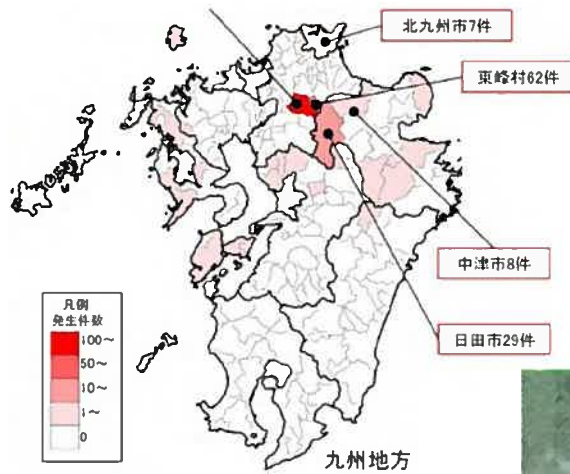 北九州市7件
東峰村62件
中津市8件
日田市29件
凡例
発生件数
100～
50～
10～
1～
0
九州地方